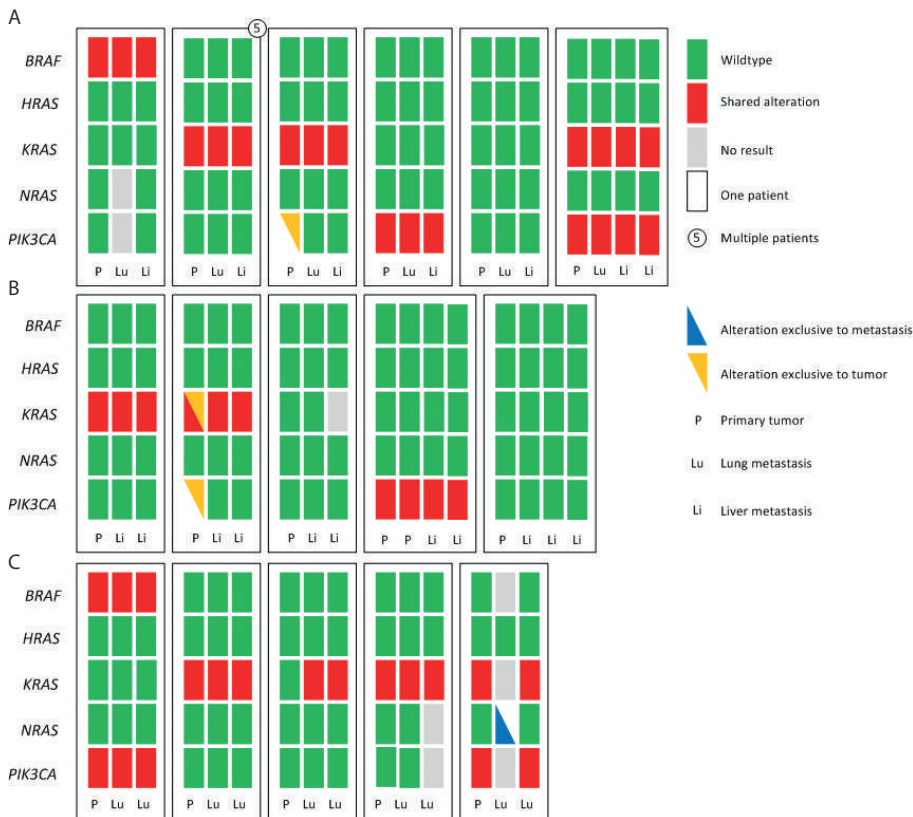 A
5
BRAF
HRAS
KRAS
NRAS
PIK3CA
P Lu Li P Lu Li P Lu Li P Lu Li P Lu Li P Lu Li Li
Wildtype
Shared alteration
No result
One patient
5 Multiple patients
B
BRAF
HRAS
KRAS
NRAS
PIK3CA
P Li Li P Li Li P Li Li P P Li Li P Li Li Li
Alteration exclusive to metastasis
Alteration exclusive to tumor
P Primary tumor
Lu Lung metastasis
Li Liver metastasis
C
BRAF
HRAS
KRAS
NRAS
PIK3CA
P Lu Lu P Lu Lu P Lu Lu P Lu Lu P Lu Lu